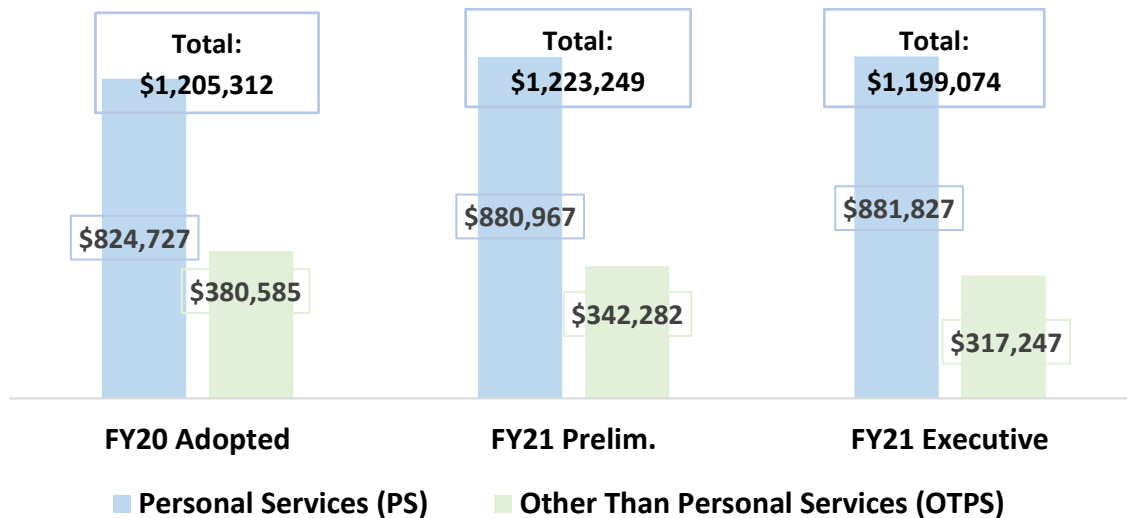 Total:
$1,205,312
Total:
$1,223,249
Total:
$1,199,074
$824,727
$380,585
$880,967
$342,282
$881,827
$317,247
FY20 Adopted
FY21 Prelim.
FY21 Executive
Personal Services (PS)
Other Than Personal Services (OTPS)